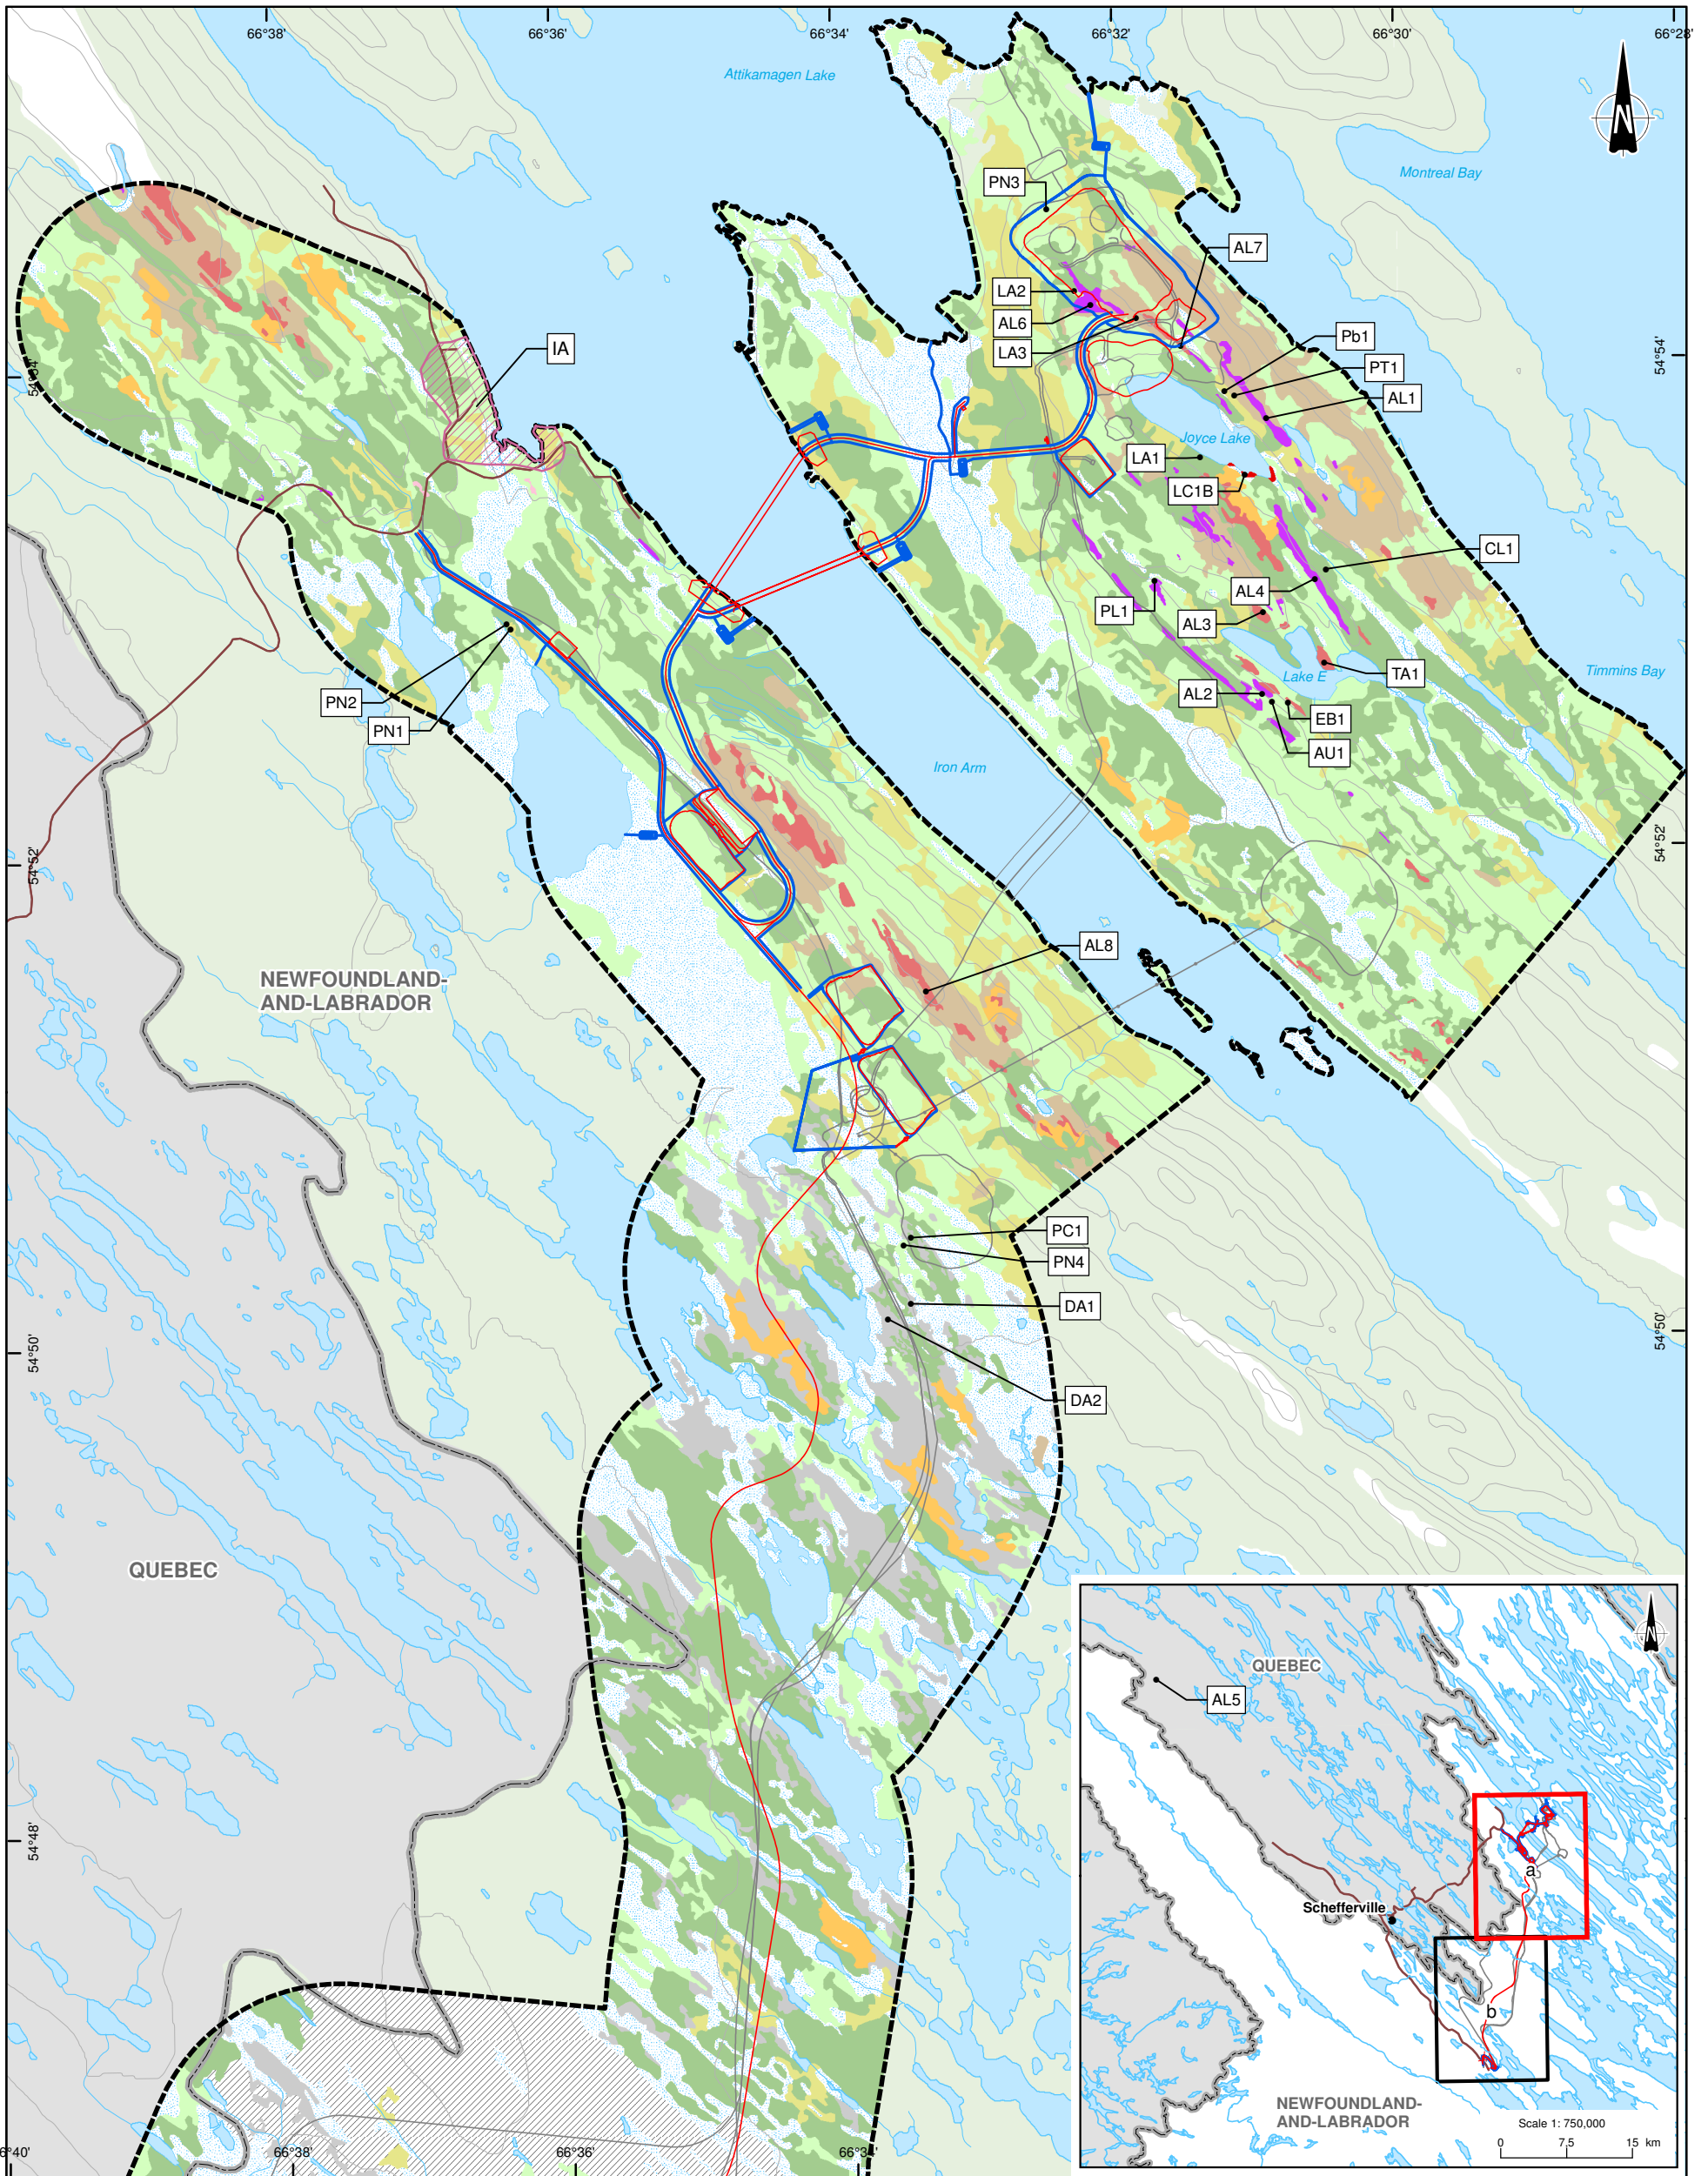 66°38'
66°36'
66°34'
66°32'
66°30'
66°28'
Attikamagen Lake
N
Montreal Bay
PN3
AL7
LA2
AL6
LA3
Pb1
PT1
AL1
IA
54°54'
54°54'
Joyce Lake
LA1
LC1B
CL1
AL4
PL1
AL3
Timmins Bay
Lake E
TA1
AL2
EB1
AU1
PN2
PN1
Iron Arm
54°52'
54°52'
AL8
NEWFOUNDLAND-
AND-LABRADOR
PC1
PN4
DA1
DA2
54°50'
54°50'
QUEBEC
54°48'
N
QUEBEC
AL5
a
Schefferville
b
NEWFOUNDLAND-
AND-LABRADOR
Scale 1: 750,000
0 7,5 15 km
66°38'
66°36'